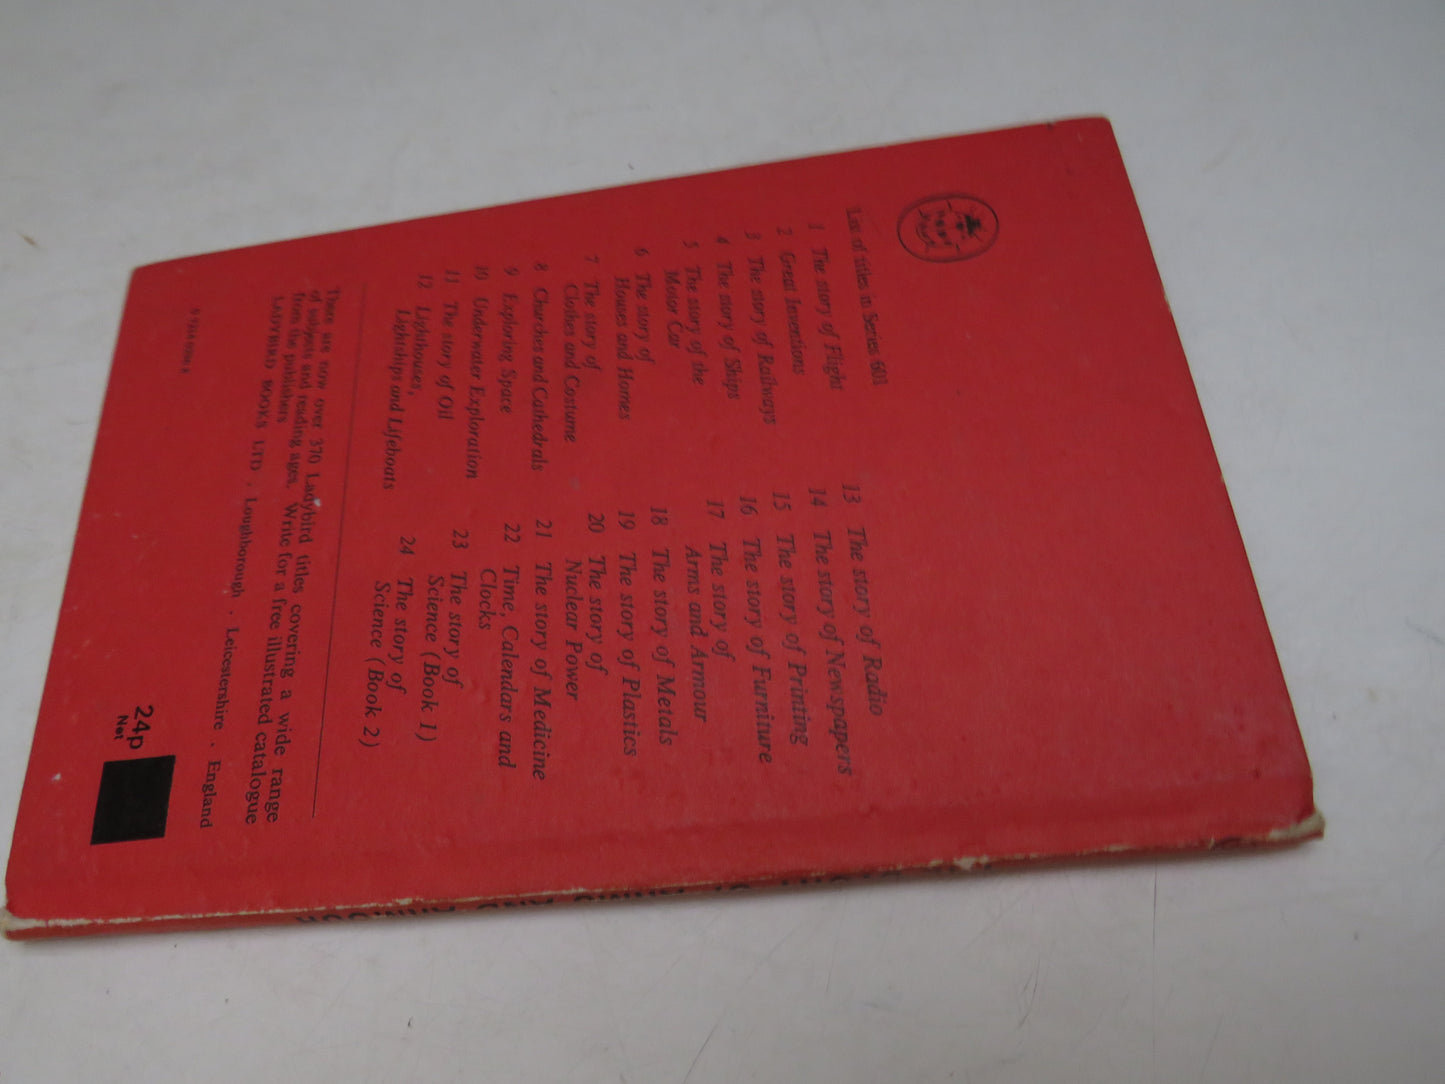 List of titles in Series 601
1 The story of Flight
2 Great Inventions
3 The story of Railways
4 The story of Ships
5 The story of the
Motor Car
6 The story of
Houses and Homes
7 The story of
Clothes and Costume
8 Churches and Cathedrals
9 Exploring Space
10 Underwater Exploration
11 The story of Oil
12 Lighthouses,
Lightships and Lifeboats
13 The story of Radio
14 The story of Newspapers
15 The story of Printing
16 The story of Furniture
17 The story of
Arms and Armour
18 The story of Metals
19 The story of Plastics
20 The story of
Nuclear Power
21 The story of Medicine
22 Time, Calendars and
Clocks
23 The story of
Science (Book 1)
24 The story of
Science (Book 2)
There are now over 370 Ladybird titles covering a wide range
of subjects and reading ages. Write for a free illustrated catalogue
from the publishers
LADYBIRD BOOKS LTD . Loughborough . Leicestershire . England
24p
Net